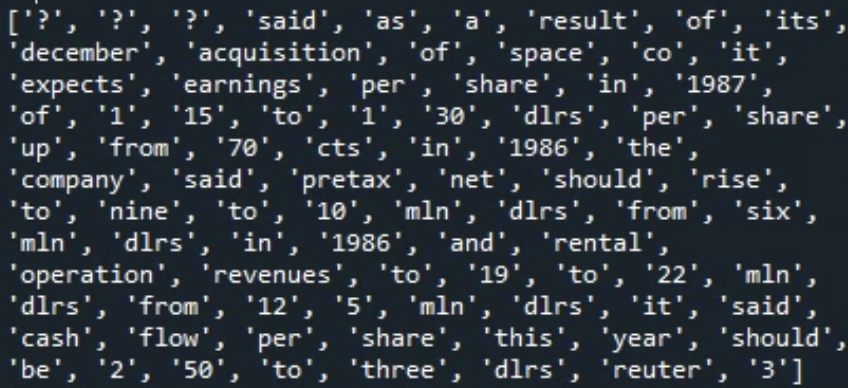 ['?', '?', '?', 'said', 'as', 'a', 'result', 'of', 'its',
'december', 'acquisition', 'of', 'space', 'co', 'it',
'expects', 'earnings', 'per', 'share', 'in', '1987',
'of', '1', '15', 'to', '1', '30', 'dlrs', 'per', 'share',
'up', 'from', '70', 'cts', 'in', '1986', 'the',
'company', 'said', 'pretax', 'net', 'should', 'rise',
'to', 'nine', 'to', '10', 'mln', 'dlrs', 'from', 'six',
'mln', 'dlrs', 'in', '1986', 'and', 'rental',
'operation', 'revenues', 'to', '19', 'to', '22', 'mln',
'dlrs', 'from', '12', '5', 'mln', 'dlrs', 'it', 'said',
'cash', 'flow', 'per', 'share', 'this', 'year', 'should',
'be', '2', '50', 'to', 'three', 'dlrs', 'reuter', '3']